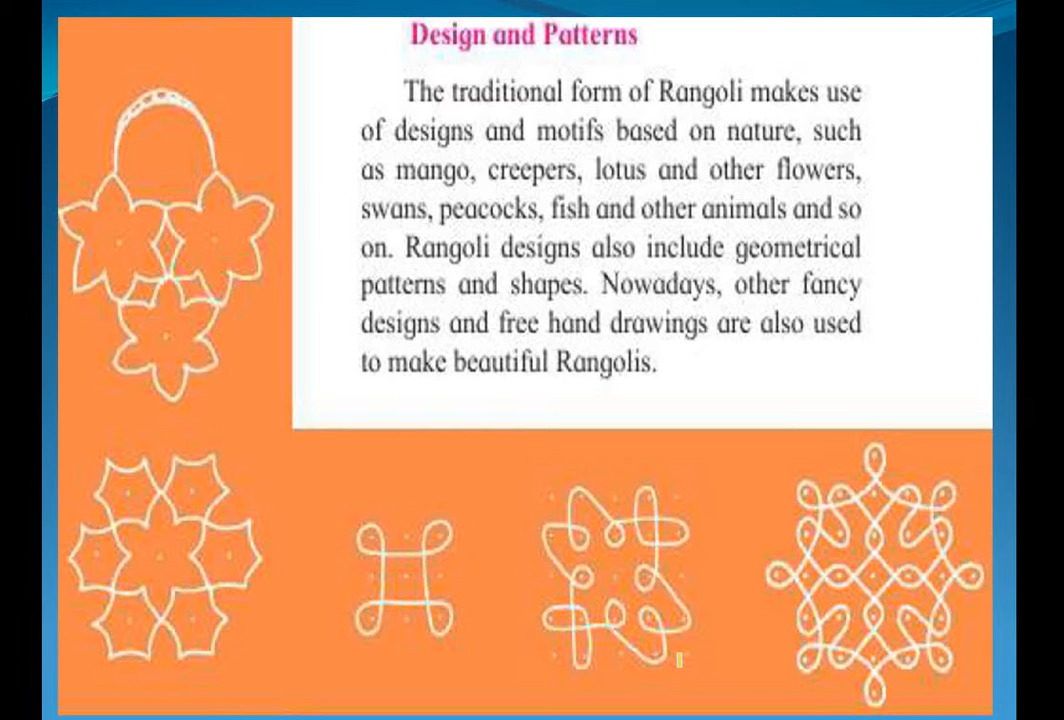 Design and Patterns
The traditional form of Rangoli makes use
of designs and motifs based on nature, such
as mango, creepers, lotus and other flowers,
swans, peacocks, fish and other animals and so
on. Rangoli designs also include geometrical
patterns and shapes. Nowadays, other fancy
designs and free hand drawings are also used
to make beautiful Rangolis.